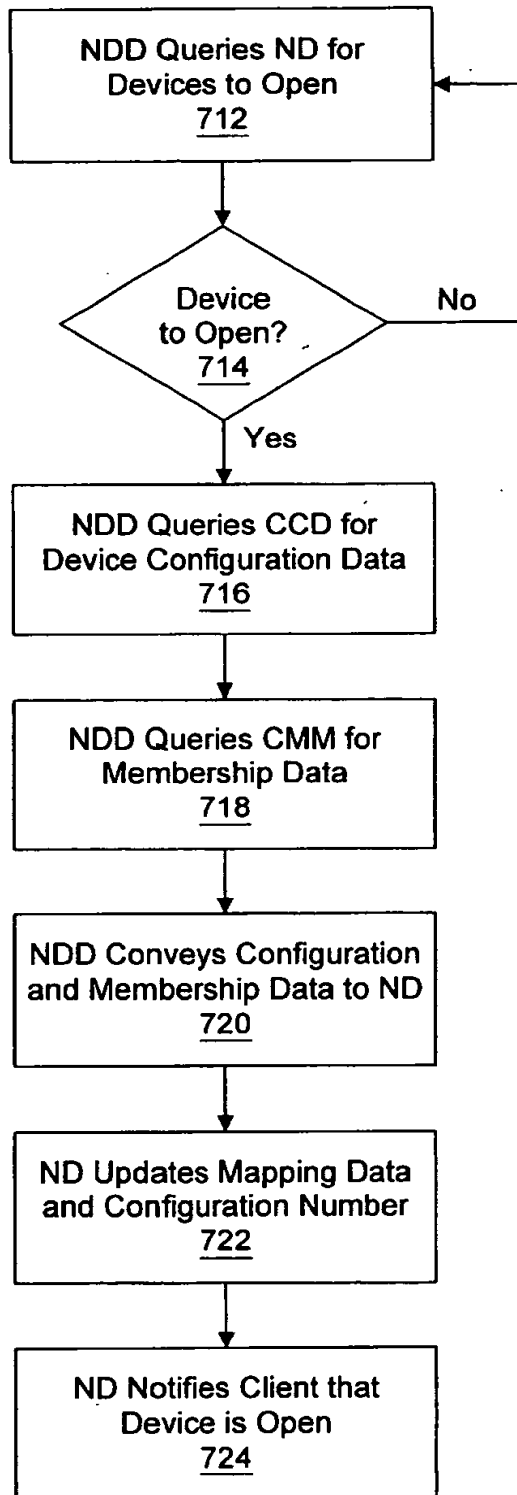 NDD Queries ND for
Devices to Open
712
Device
to Open?
714
No
Yes
NDD Queries CCD for
Device Configuration Data
716
NDD Queries CMM for
Membership Data
718
NDD Conveys Configuration
and Membership Data to ND
720
ND Updates Mapping Data
and Configuration Number
722
ND Notifies Client that
Device is Open
724